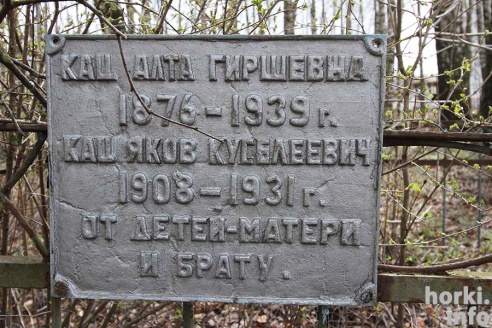 КАЦ АЛТА ГИРШЕВНА
1876-1939 г.
КАЦ ЯКОВ КУСЕЛЕЕВИЧ
1908-1931 г.
ОТ ДЕТЕЙ-МАТЕРИ
И БРАТУ.
horki.
info